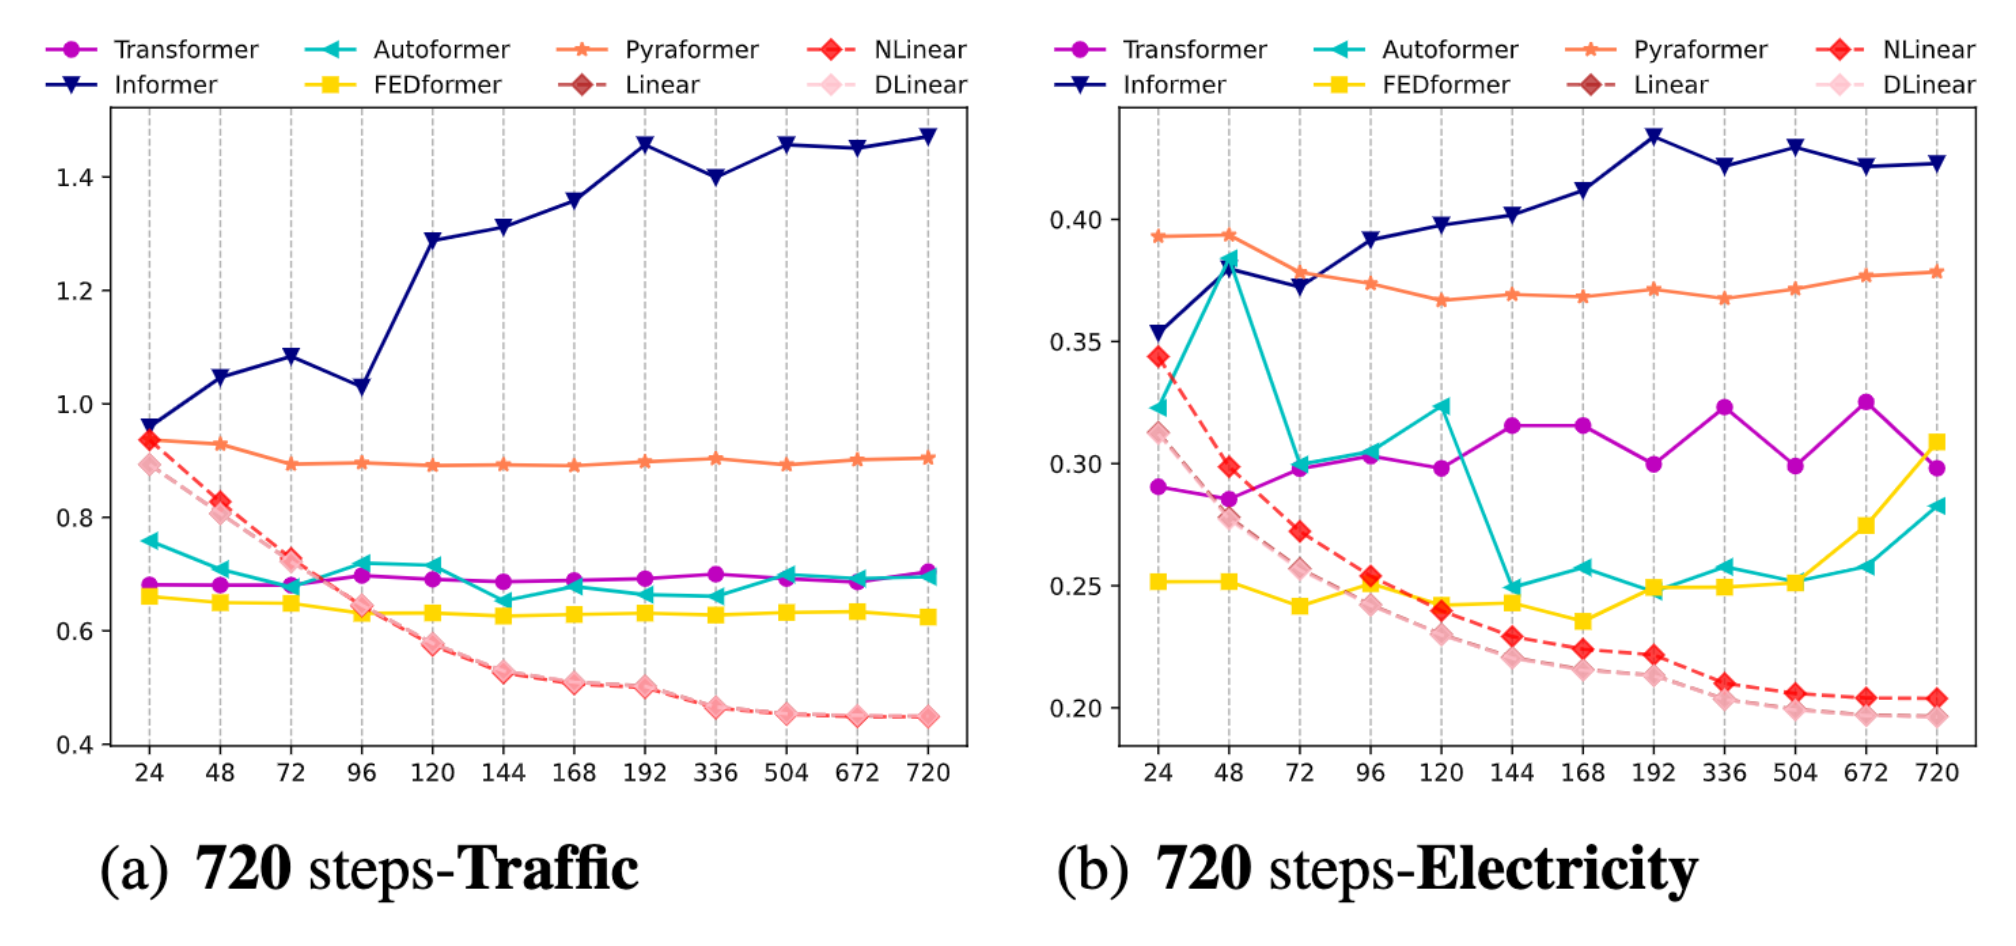 Transformer Autoformer Pyraformer NLinear
Informer FEDformer Linear DLinear
1.4
1.2
1.0
0.8
0.6
0.4
24 48 72 96 120 144 168 192 336 504 672 720
(a) 720 steps-Traffic
Transformer Autoformer Pyraformer NLinear
Informer FEDformer Linear DLinear
0.40
0.35
0.30
0.25
0.20
24 48 72 96 120 144 168 192 336 504 672 720
(b) 720 steps-Electricity